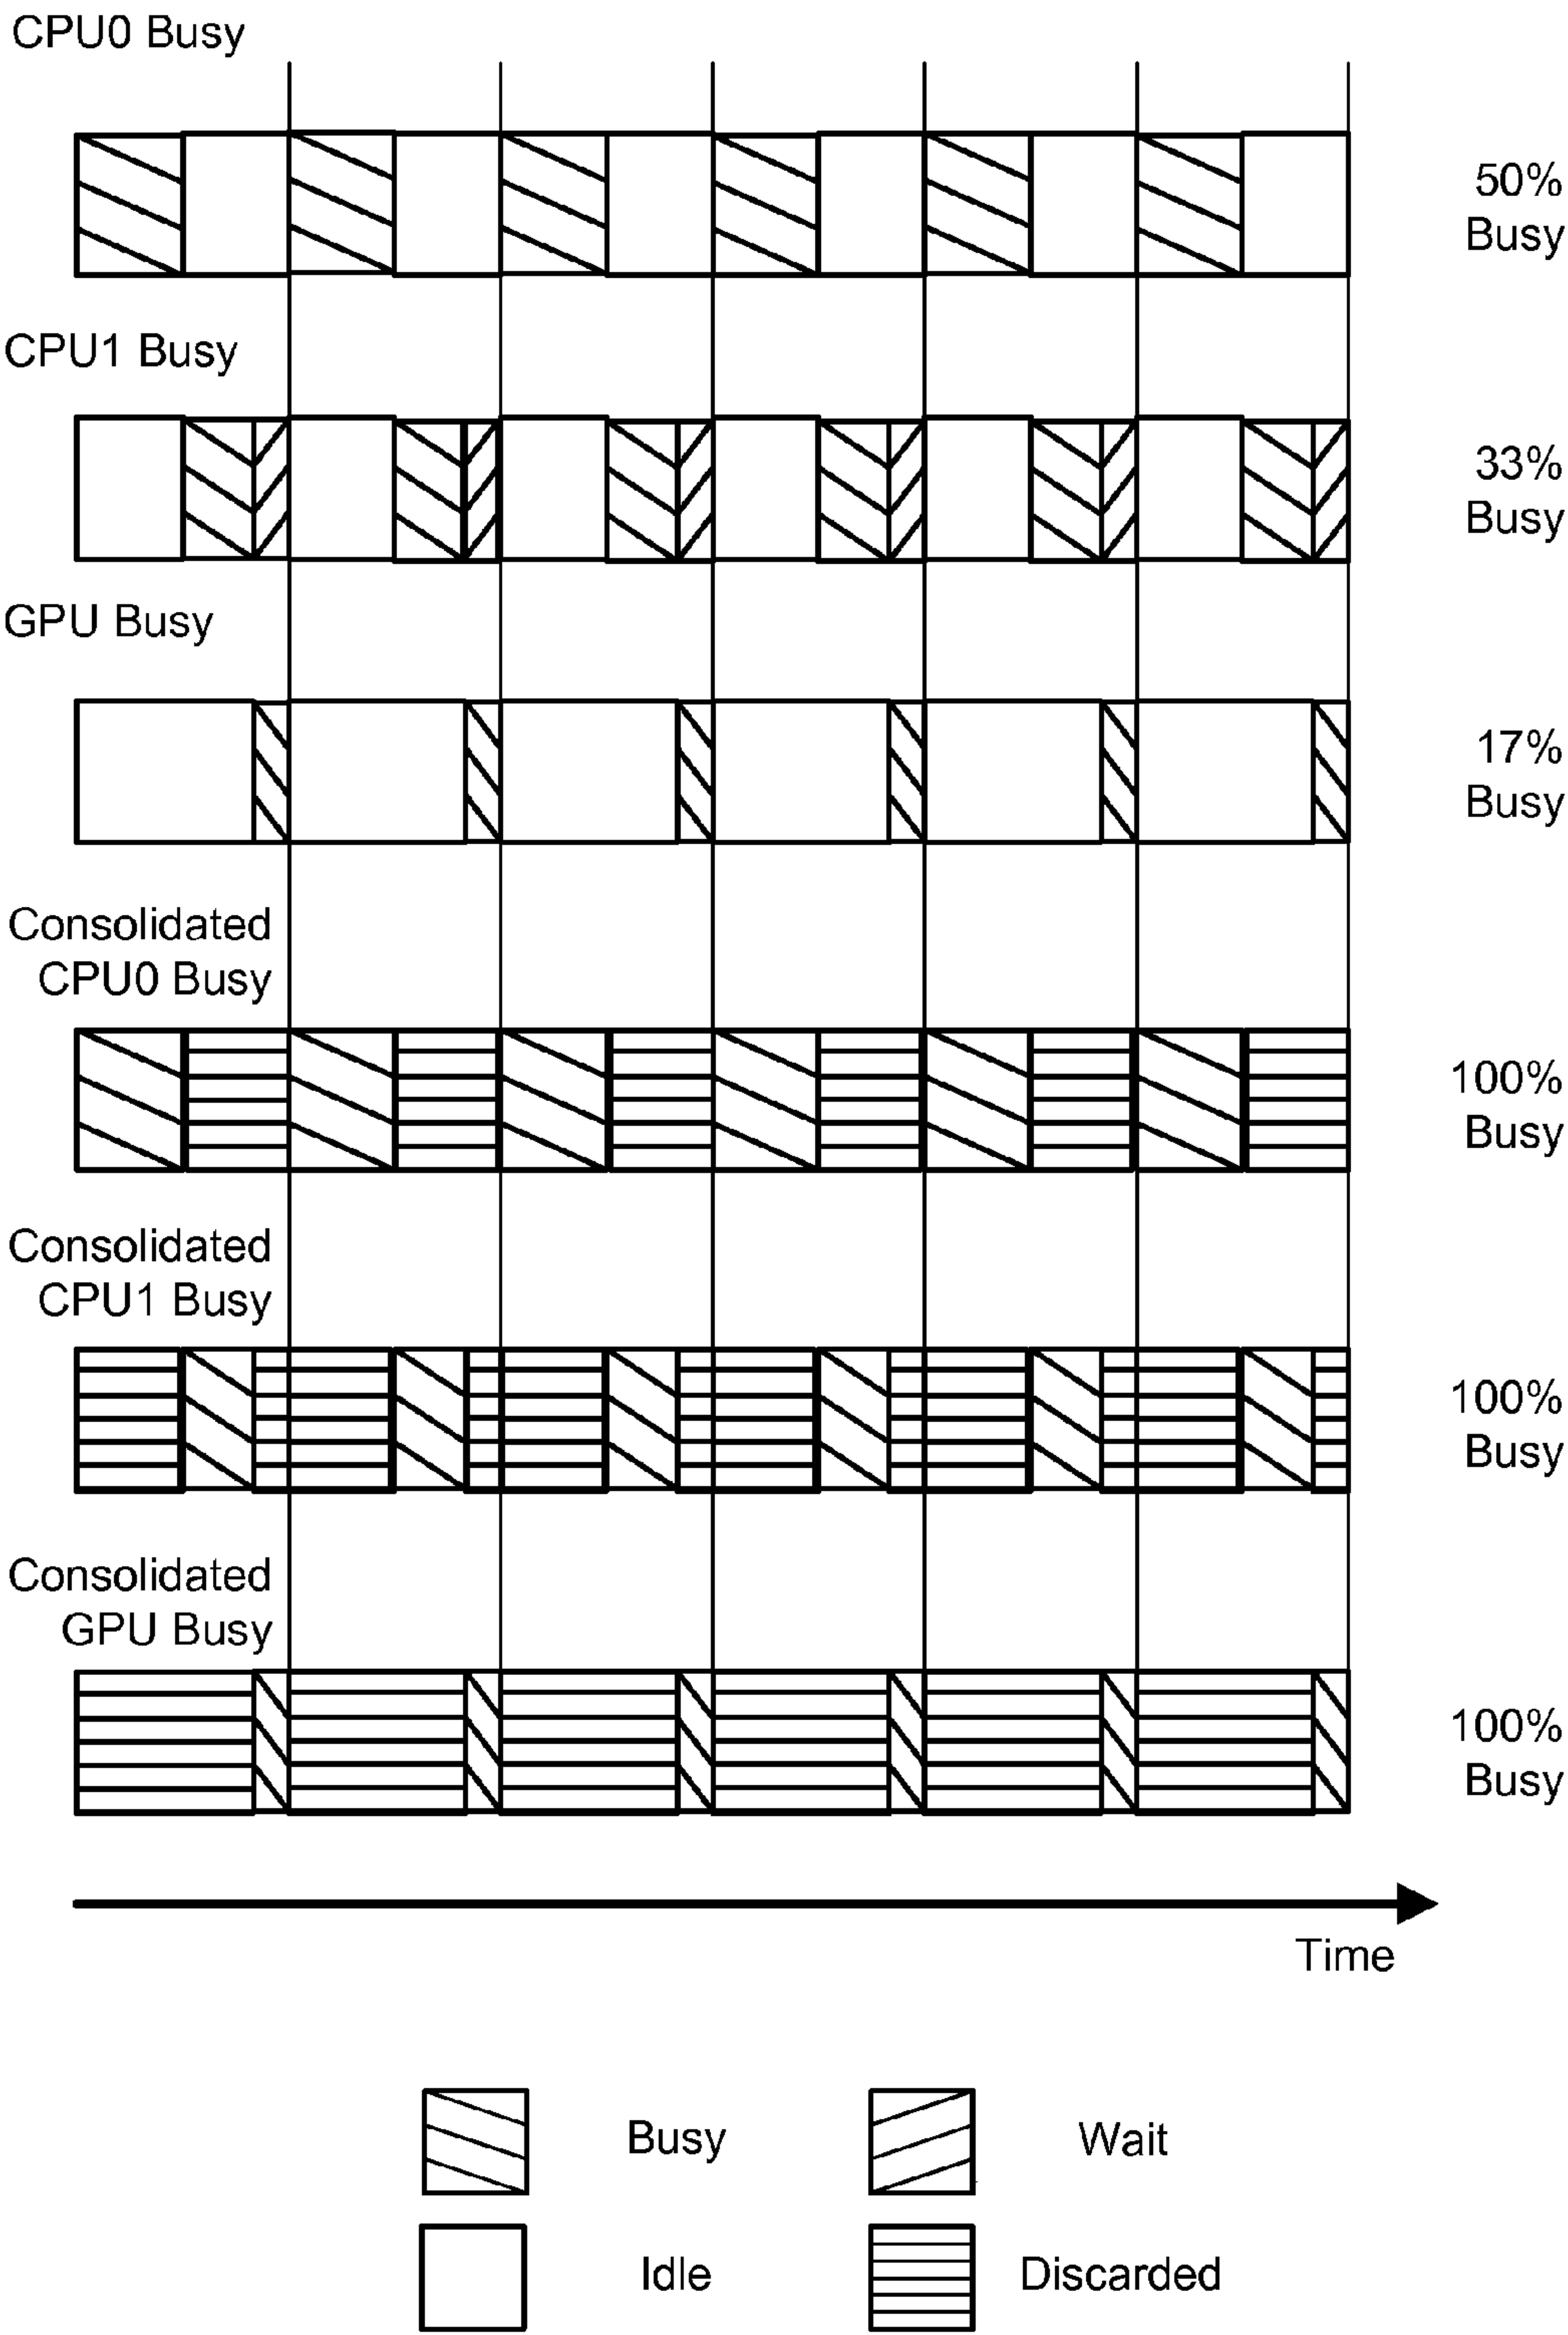 CPU0 Busy
50%
Busy
CPU1 Busy
33%
Busy
GPU Busy
17%
Busy
Consolidated
CPU0 Busy
100%
Busy
Consolidated
CPU1 Busy
100%
Busy
Consolidated
GPU Busy
100%
Busy
Time
Busy
Wait
Idle
Discarded